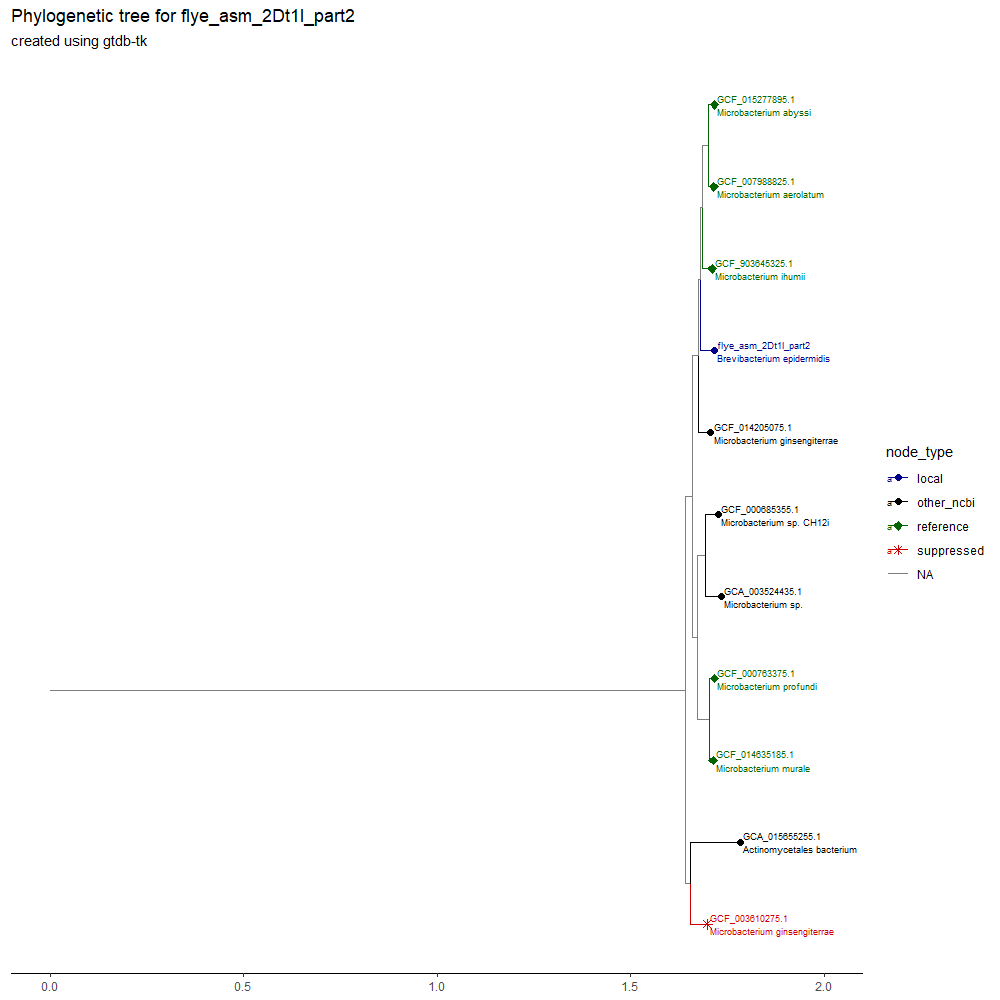 Phylogenetic tree for flye_asm_2Dt1l_part2
created using gtdb-tk
GCF_015277895.1
Microbacterium abyssi
GCF_007988825.1
Microbacterium aerolatum
GCF_903645325.1
Microbacterium ihumii
flye_asm_2Dt1l_part2
Brevibacterium epidermidis
GCF_014205075.1
Microbacterium ginsengiterrae
GCF_000685355.1
Microbacterium sp. CH12i
GCA_003524435.1
Microbacterium sp.
GCF_000763375.1
Microbacterium profundi
GCF_014635185.1
Microbacterium murale
GCA_015655255.1
Actinomycetales bacterium
GCF_003610275.1
Microbacterium ginsengiterrae
node_type
a local
a other_ncbi
a reference
a suppressed
NA
0.0 0.5 1.0 1.5 2.0